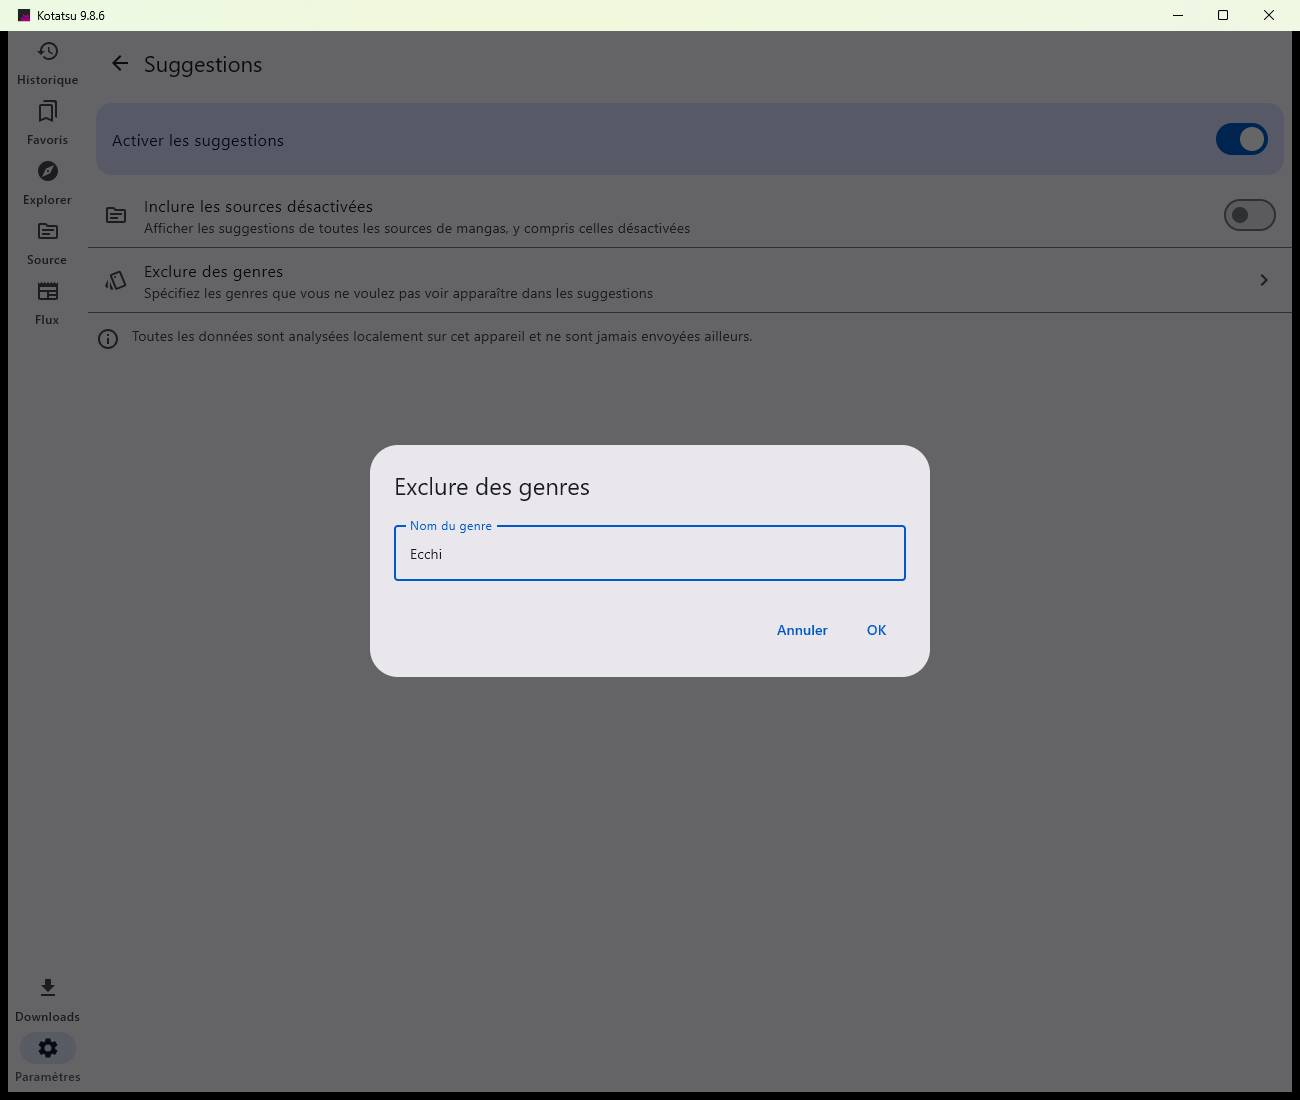 Kotatsu 9.8.6
Historique
Favoris
Explorer
Source
Flux
Suggestions
Activer les suggestions
Inclure les sources désactivées
Afficher les suggestions de toutes les sources de mangas, y compris celles désactivées
Exclure des genres
Spécifiez les genres que vous ne voulez pas voir apparaître dans les suggestions
Toutes les données sont analysées localement sur cet appareil et ne sont jamais envoyées ailleurs.
Exclure des genres
Nom du genre
Ecchi
Annuler OK
Downloads
Paramètres